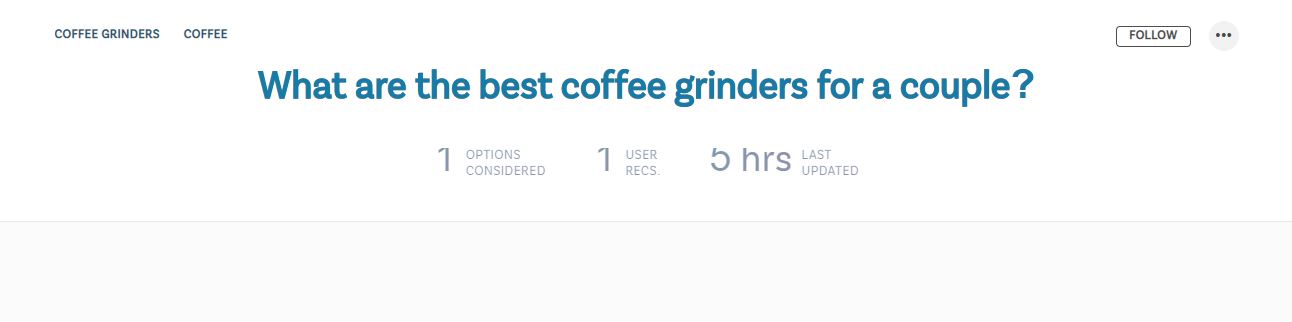 COFFEE GRINDERS COFFEE FOLLOW
What are the best coffee grinders for a couple?
1 OPTIONS CONSIDERED 1 USER RECS. 5 hrs LAST UPDATED